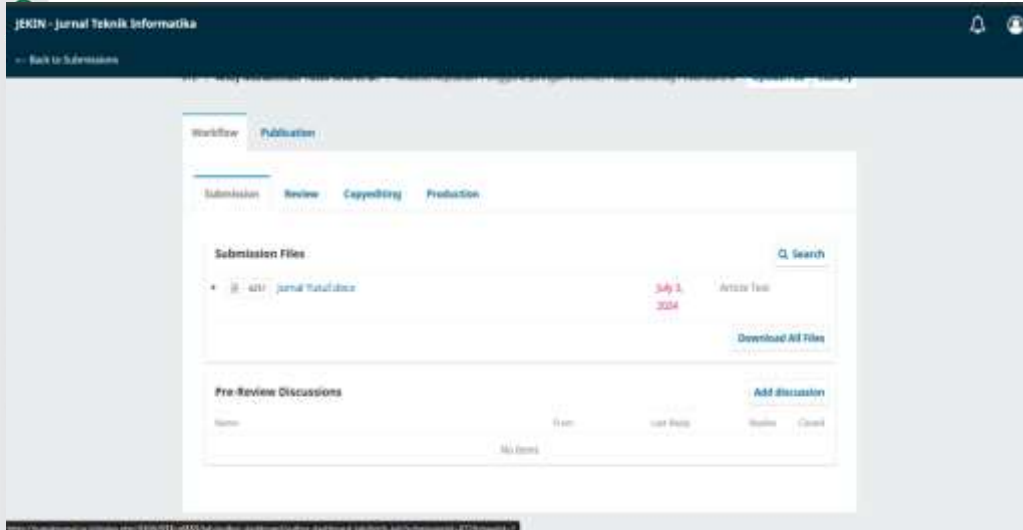 JEKIN - Jurnal Teknik Informatika
Back to Submissions
Workflow Publication
Submission Review Copyediting Production
Submission Files Search
Jurnal Yusuf.docx July 3, Article Text
2024
Download All Files
Pre-Review Discussions Add discussion
Name From Last Reply Replies Closed
No Items